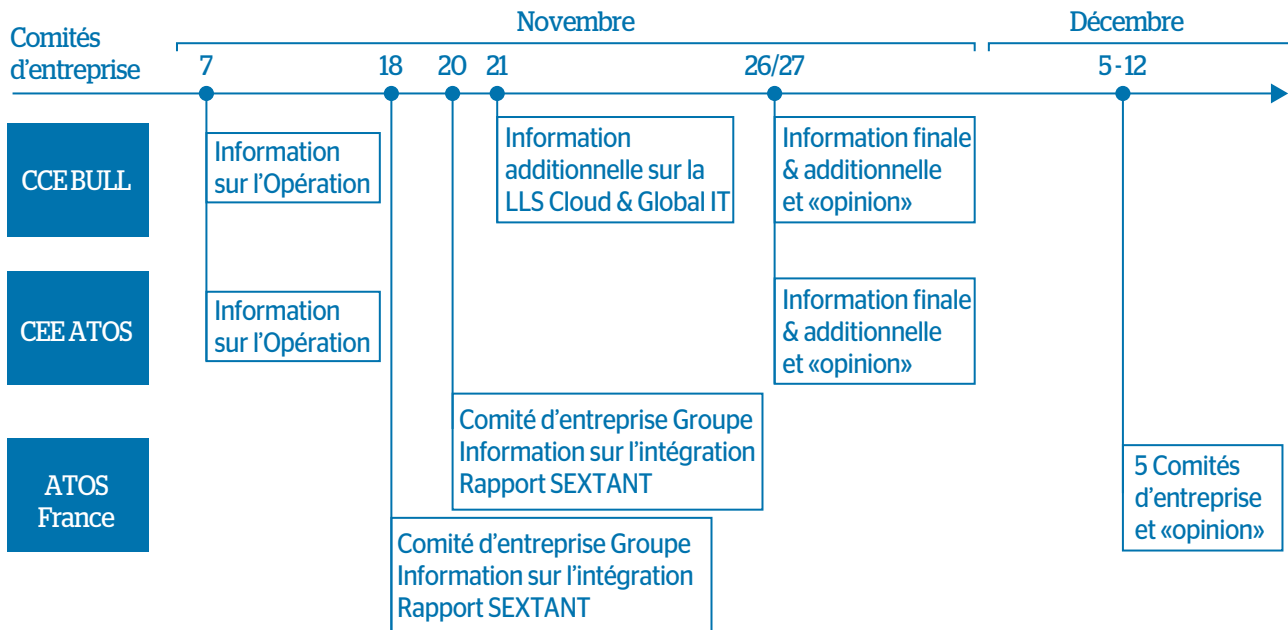 Novembre
Décembre
Comités
d'entreprise
7
18
20
21
26/27
5-12
CCE BULL
Information
sur l'Opération
Information
additionnelle sur la
LLS Cloud & Global IT
Information finale
& additionnelle
et «opinion»
CEE ATOS
Information
sur l'Opération
Information finale
& additionnelle
et «opinion»
ATOS
France
Comité d'entreprise Groupe
Information sur l'intégration
Rapport SEXTANT
5 Comités
d'entreprise
et «opinion»
Comité d'entreprise Groupe
Information sur l'intégration
Rapport SEXTANT